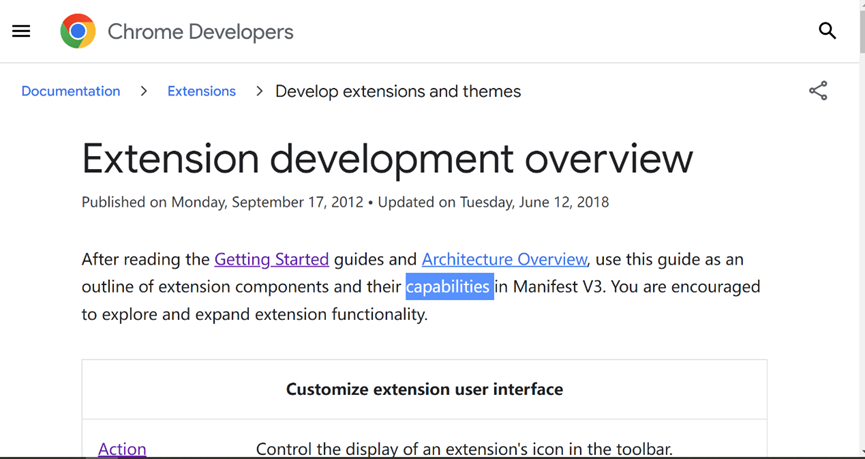 Chrome Developers
Documentation > Extensions > Develop extensions and themes
Extension development overview
Published on Monday, September 17, 2012 • Updated on Tuesday, June 12, 2018
After reading the Getting Started guides and Architecture Overview, use this guide as an
outline of extension components and their capabilities in Manifest V3. You are encouraged
to explore and expand extension functionality.
Customize extension user interface
Action Control the display of an extension's icon in the toolbar.